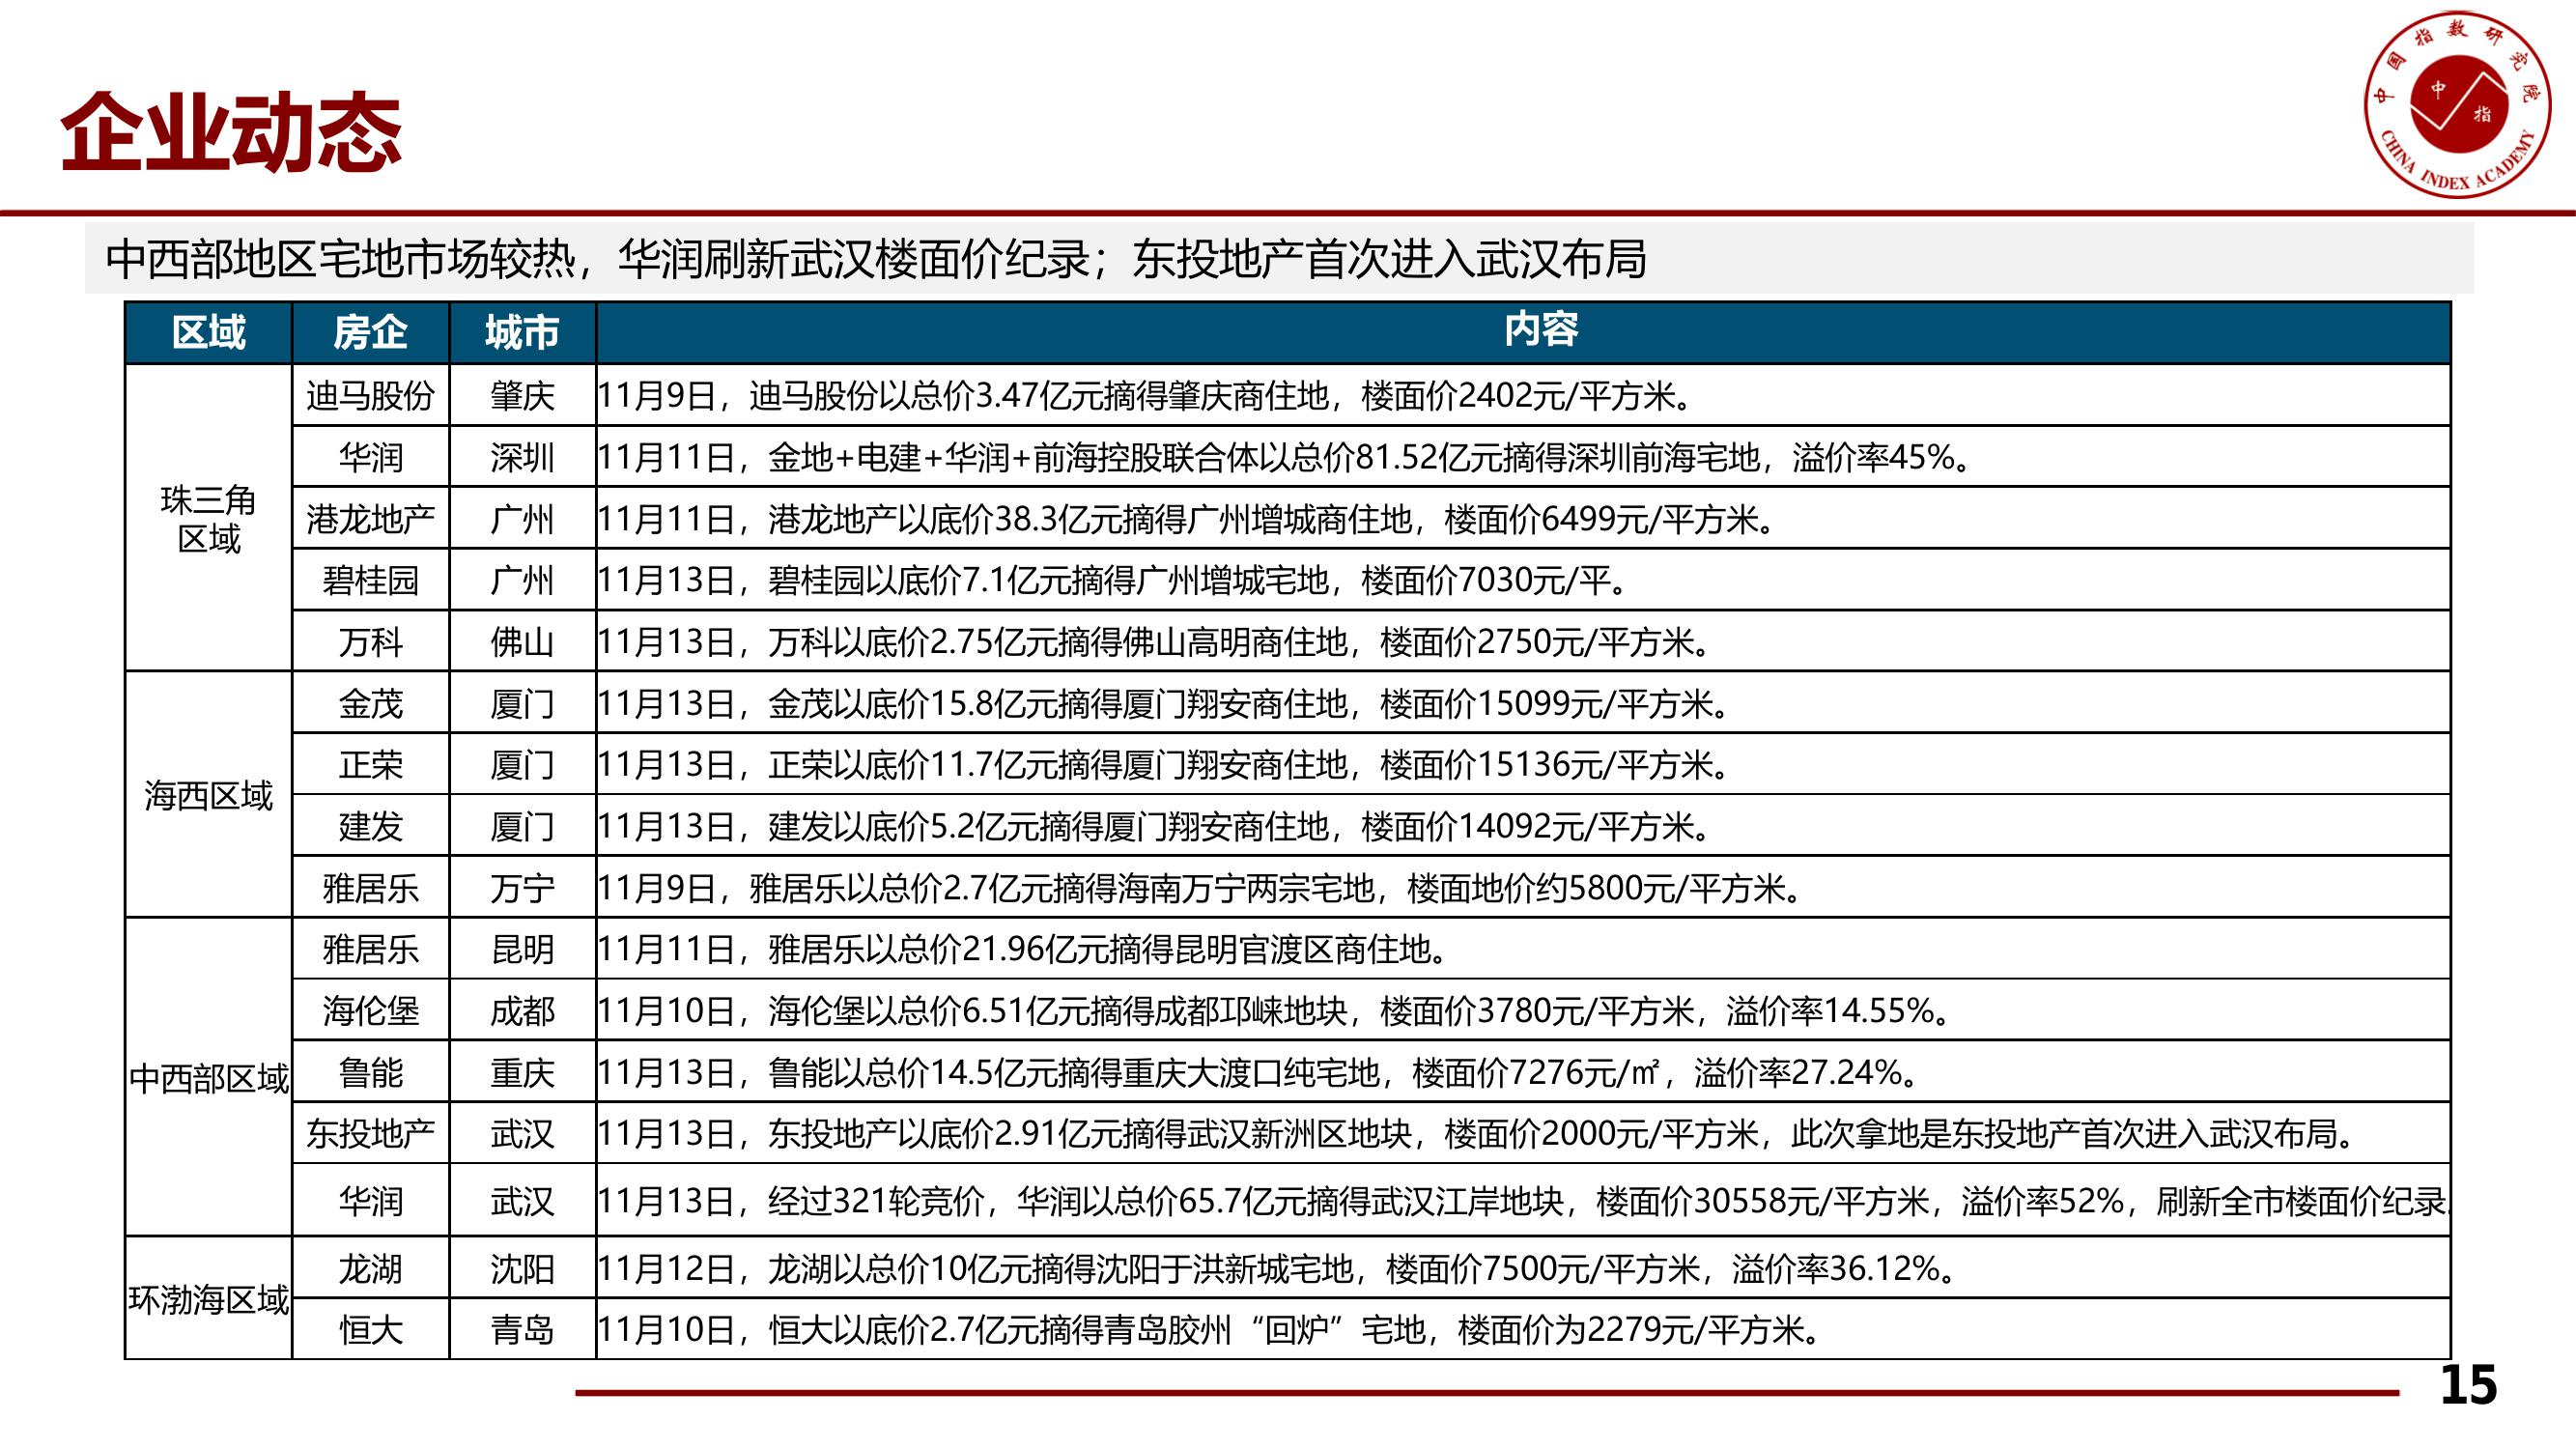 企业动态
中国指数研究院
中指
CHINA INDEX ACADEMY
中西部地区宅地市场较热，华润刷新武汉楼面价纪录；东投地产首次进入武汉布局
区域 房企 城市 内容
珠三角
区域
迪马股份 肇庆 11月9日，迪马股份以总价3.47亿元摘得肇庆商住地，楼面价2402元/平方米。
华润 深圳 11月11日，金地+电建+华润+前海控股联合体以总价81.52亿元摘得深圳前海宅地，溢价率45%。
港龙地产 广州 11月11日，港龙地产以底价38.3亿元摘得广州增城商住地，楼面价6499元/平方米。
碧桂园 广州 11月13日，碧桂园以底价7.1亿元摘得广州增城宅地，楼面价7030元/平。
万科 佛山 11月13日，万科以底价2.75亿元摘得佛山高明商住地，楼面价2750元/平方米。
海西区域
金茂 厦门 11月13日，金茂以底价15.8亿元摘得厦门翔安商住地，楼面价15099元/平方米。
正荣 厦门 11月13日，正荣以底价11.7亿元摘得厦门翔安商住地，楼面价15136元/平方米。
建发 厦门 11月13日，建发以底价5.2亿元摘得厦门翔安商住地，楼面价14092元/平方米。
雅居乐 万宁 11月9日，雅居乐以总价2.7亿元摘得海南万宁两宗宅地，楼面地价约5800元/平方米。
中西部区域
雅居乐 昆明 11月11日，雅居乐以总价21.96亿元摘得昆明官渡区商住地。
海伦堡 成都 11月10日，海伦堡以总价6.51亿元摘得成都邛崃地块，楼面价3780元/平方米，溢价率14.55%。
鲁能 重庆 11月13日，鲁能以总价14.5亿元摘得重庆大渡口纯宅地，楼面价7276元/㎡，溢价率27.24%。
东投地产 武汉 11月13日，东投地产以底价2.91亿元摘得武汉新洲区地块，楼面价2000元/平方米，此次拿地是东投地产首次进入武汉布局。
华润 武汉 11月13日，经过321轮竞价，华润以总价65.7亿元摘得武汉江岸地块，楼面价30558元/平方米，溢价率52%，刷新全市楼面价纪录.
环渤海区域
龙湖 沈阳 11月12日，龙湖以总价10亿元摘得沈阳于洪新城宅地，楼面价7500元/平方米，溢价率36.12%。
恒大 青岛 11月10日，恒大以底价2.7亿元摘得青岛胶州“回炉”宅地，楼面价为2279元/平方米。
15